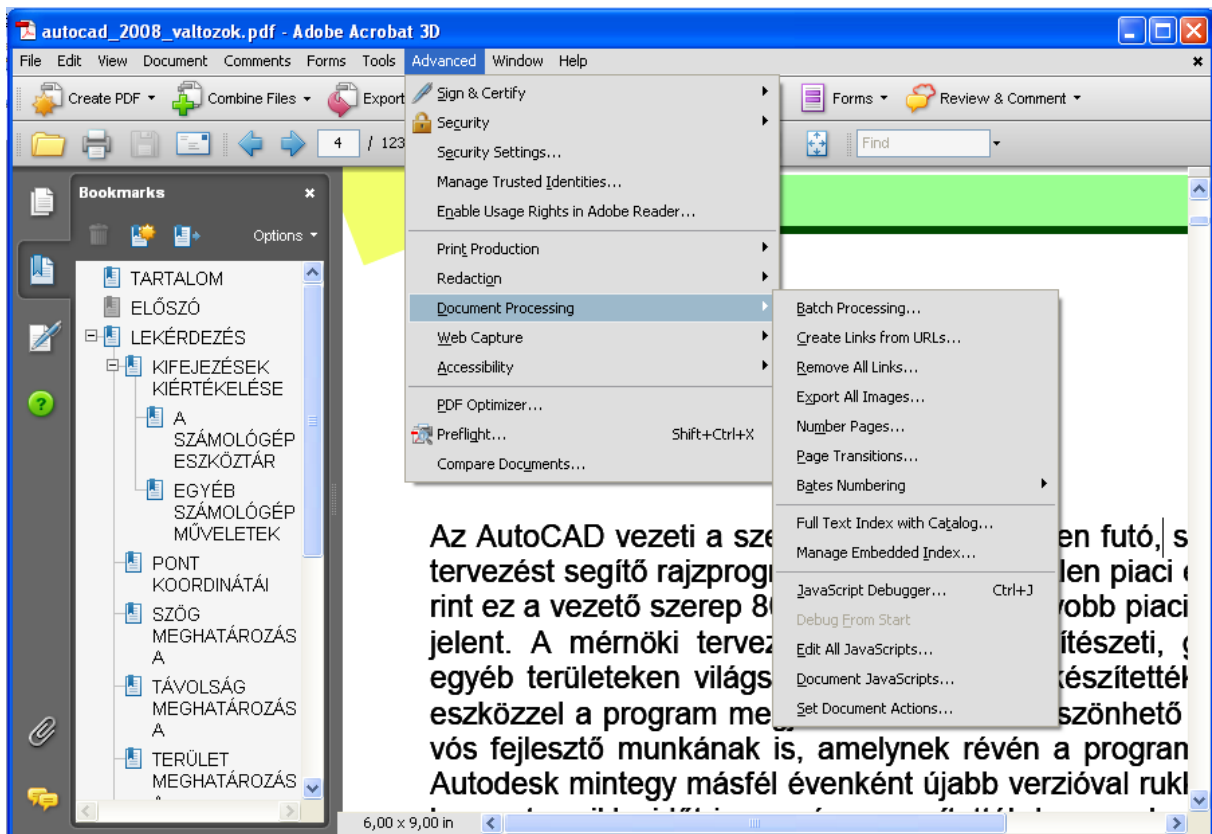 autocad_2008_valtozok.pdf - Adobe Acrobat 3D
File Edit View Document Comments Forms Tools Advanced Window Help
Create PDF Combine Files Export Forms Review & Comment
4 / 123 Find
Bookmarks
Options
TARTALOM
ELŐSZÓ
LEKÉRDEZÉS
KIFEJEZÉSEK
KIÉRTÉKELÉSE
A
SZÁMOLÓGÉP
ESZKÖZTÁR
EGYÉB
SZÁMOLÓGÉP
MŰVELETEK
PONT
KOORDINÁTÁI
SZÖG
MEGHATÁROZÁS
A
TÁVOLSÁG
MEGHATÁROZÁS
A
TERÜLET
MEGHATÁROZÁS
Sign & Certify
Security
Security Settings...
Manage Trusted Identities...
Enable Usage Rights in Adobe Reader...
Print Production
Redaction
Document Processing
Web Capture
Accessibility
PDF Optimizer...
Preflight... Shift+Ctrl+X
Compare Documents...
Batch Processing...
Create Links from URLs...
Remove All Links...
Export All Images...
Number Pages...
Page Transitions...
Bates Numbering
Full Text Index with Catalog...
Manage Embedded Index...
JavaScript Debugger... Ctrl+J
Debug From Start
Edit All JavaScripts...
Document JavaScripts...
Set Document Actions...
Az AutoCAD vezeti a sze en futó, s
tervezést segítő rajzprog len piaci
rint ez a vezető szerep 8 obb piaci
jelent. A mérnöki tervez ítészeti,
egyéb területeken világs készítették
eszközzel a program me szönhető
vós fejlesztő munkának is, amelynek révén a program
Autodesk mintegy másfél évenként újabb verzióval rukk
6,00 x 9,00 in